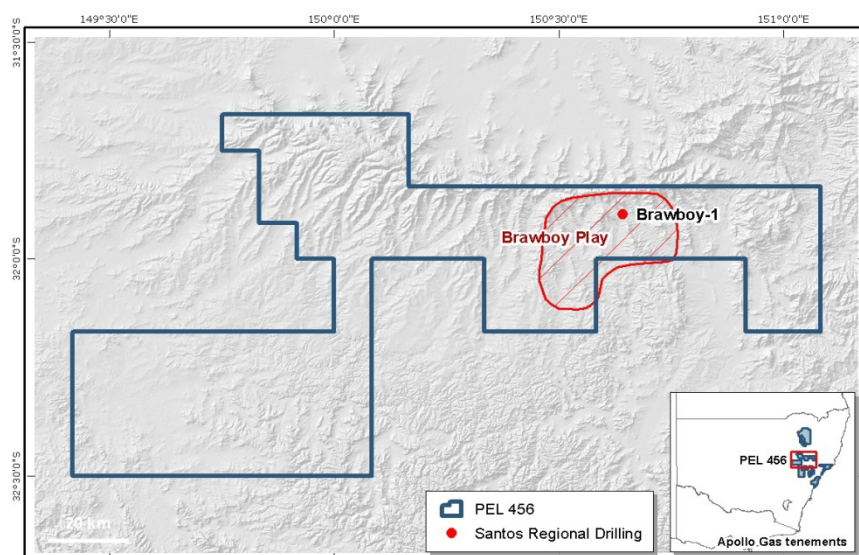 149°30'0"E 150°0'0"E 150°30'0"E 151°0'0"E
31°30'0"S
32°0'0"S
32°30'0"S
Brawboy-1
Brawboy Play
20 km
PEL 456
Santos Regional Drilling
PEL 456
Apollo Gas tenements